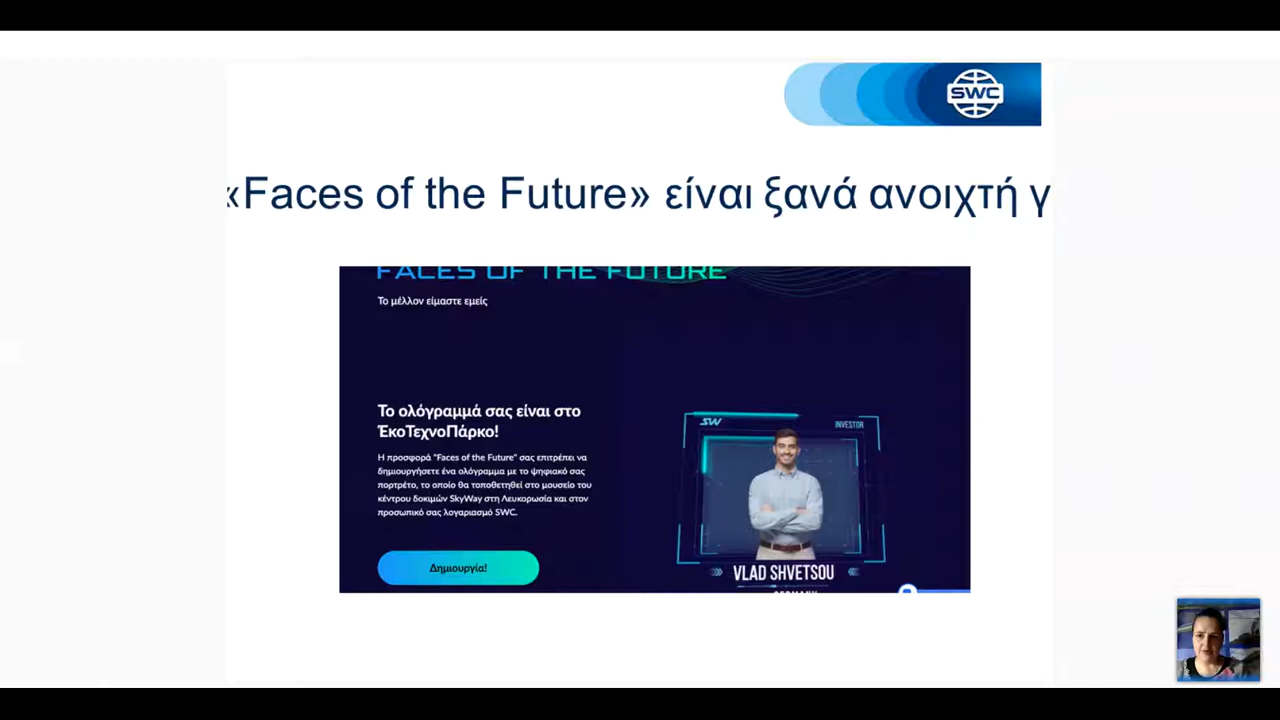 SWC
«Faces of the Future» είναι ξανά ανοιχτή γ
FACES OF THE FUTURE
Το μέλλον είμαστε εμείς
Το ολόγραμμά σας είναι στο
ΈκοΤεχνοΠάρκο!
Η προσφορά "Faces of the Future" σας επιτρέπει να
δημιουργήσετε ένα ολόγραμμα με το ψηφιακό σας
πορτρέτο, το οποίο θα τοποθετηθεί στο μουσείο του
κέντρου δοκιμών SkyWay στη Λευκορωσία και στον
προσωπικό σας λογαριασμό SWC.
Δημιουργία!
SW
INVESTOR
VLAD SHVETSOU
GERMANY